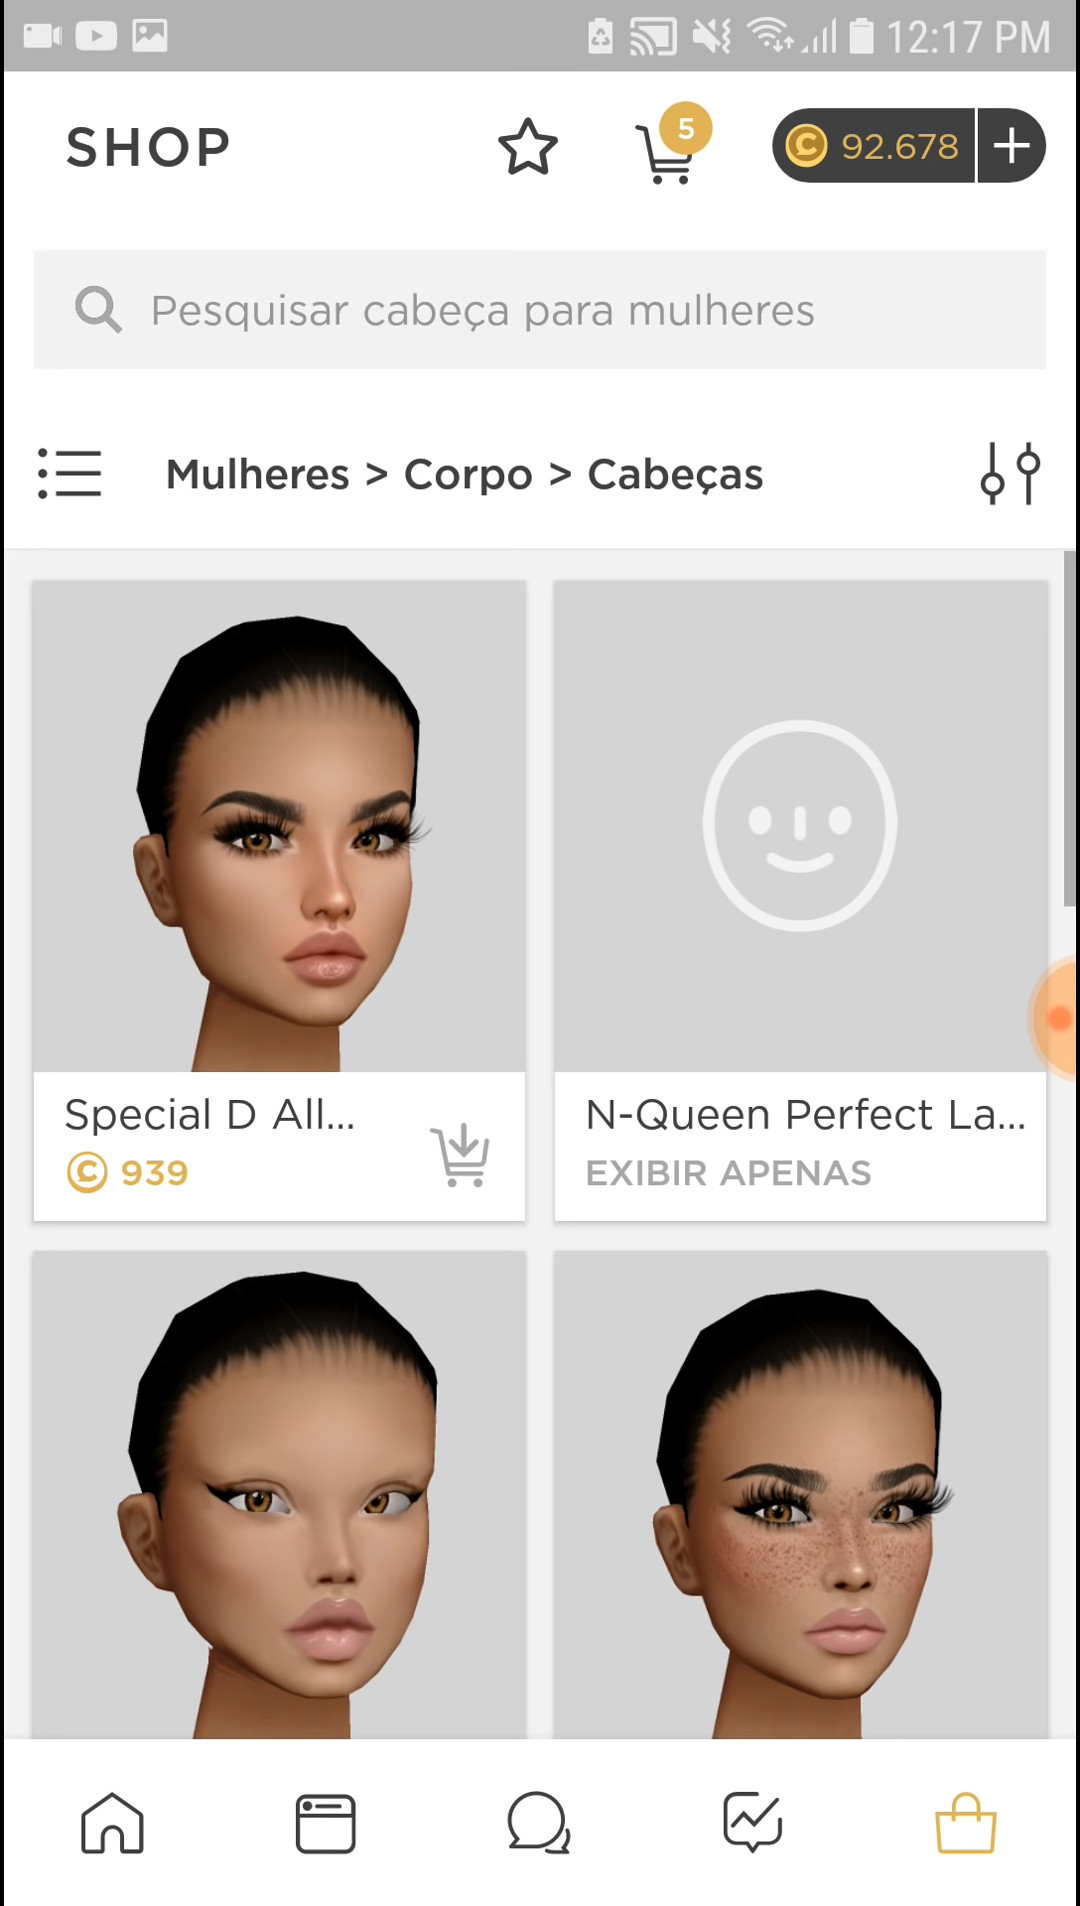 12:17 PM
SHOP
5
92.678
Pesquisar cabeça para mulheres
Mulheres > Corpo > Cabeças
Special D All...
939
N-Queen Perfect La...
EXIBIR APENAS